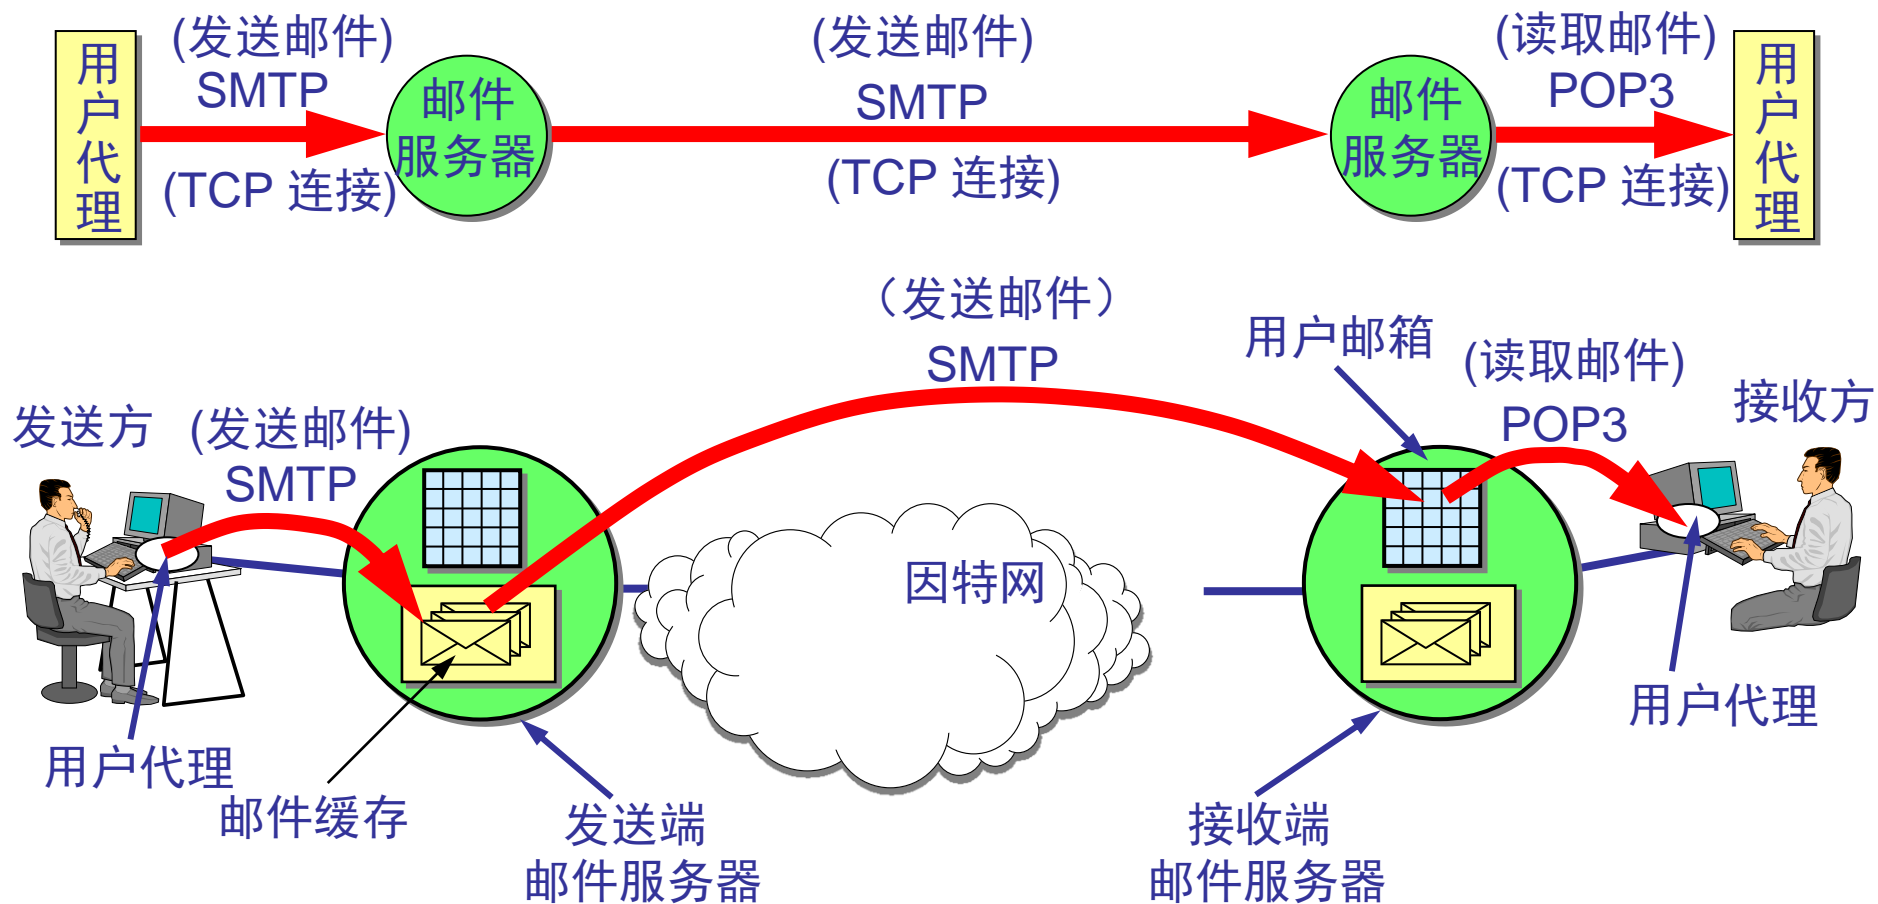 用户代理
(发送邮件)
SMTP
(TCP 连接)
邮件
服务器
(发送邮件)
SMTP
(TCP 连接)
邮件
服务器
(读取邮件)
POP3
(TCP 连接)
用户代理
（发送邮件）
SMTP
用户邮箱
(读取邮件)
POP3
接收方
发送方
(发送邮件)
SMTP
因特网
用户代理
邮件缓存
发送端
邮件服务器
接收端
邮件服务器
用户代理